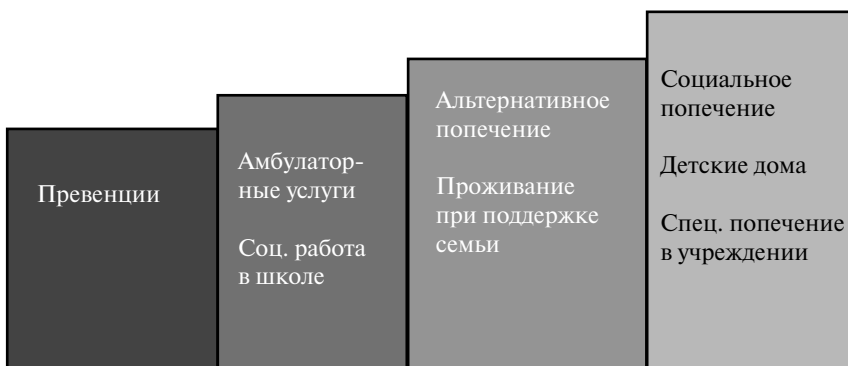 Превенции
Амбулатор-
ные услуги
Соц. работа
в школе
Альтернативное
попечение
Проживание
при поддержке
семьи
Социальное
попечение
Детские дома
Спец. попечение
в учреждении